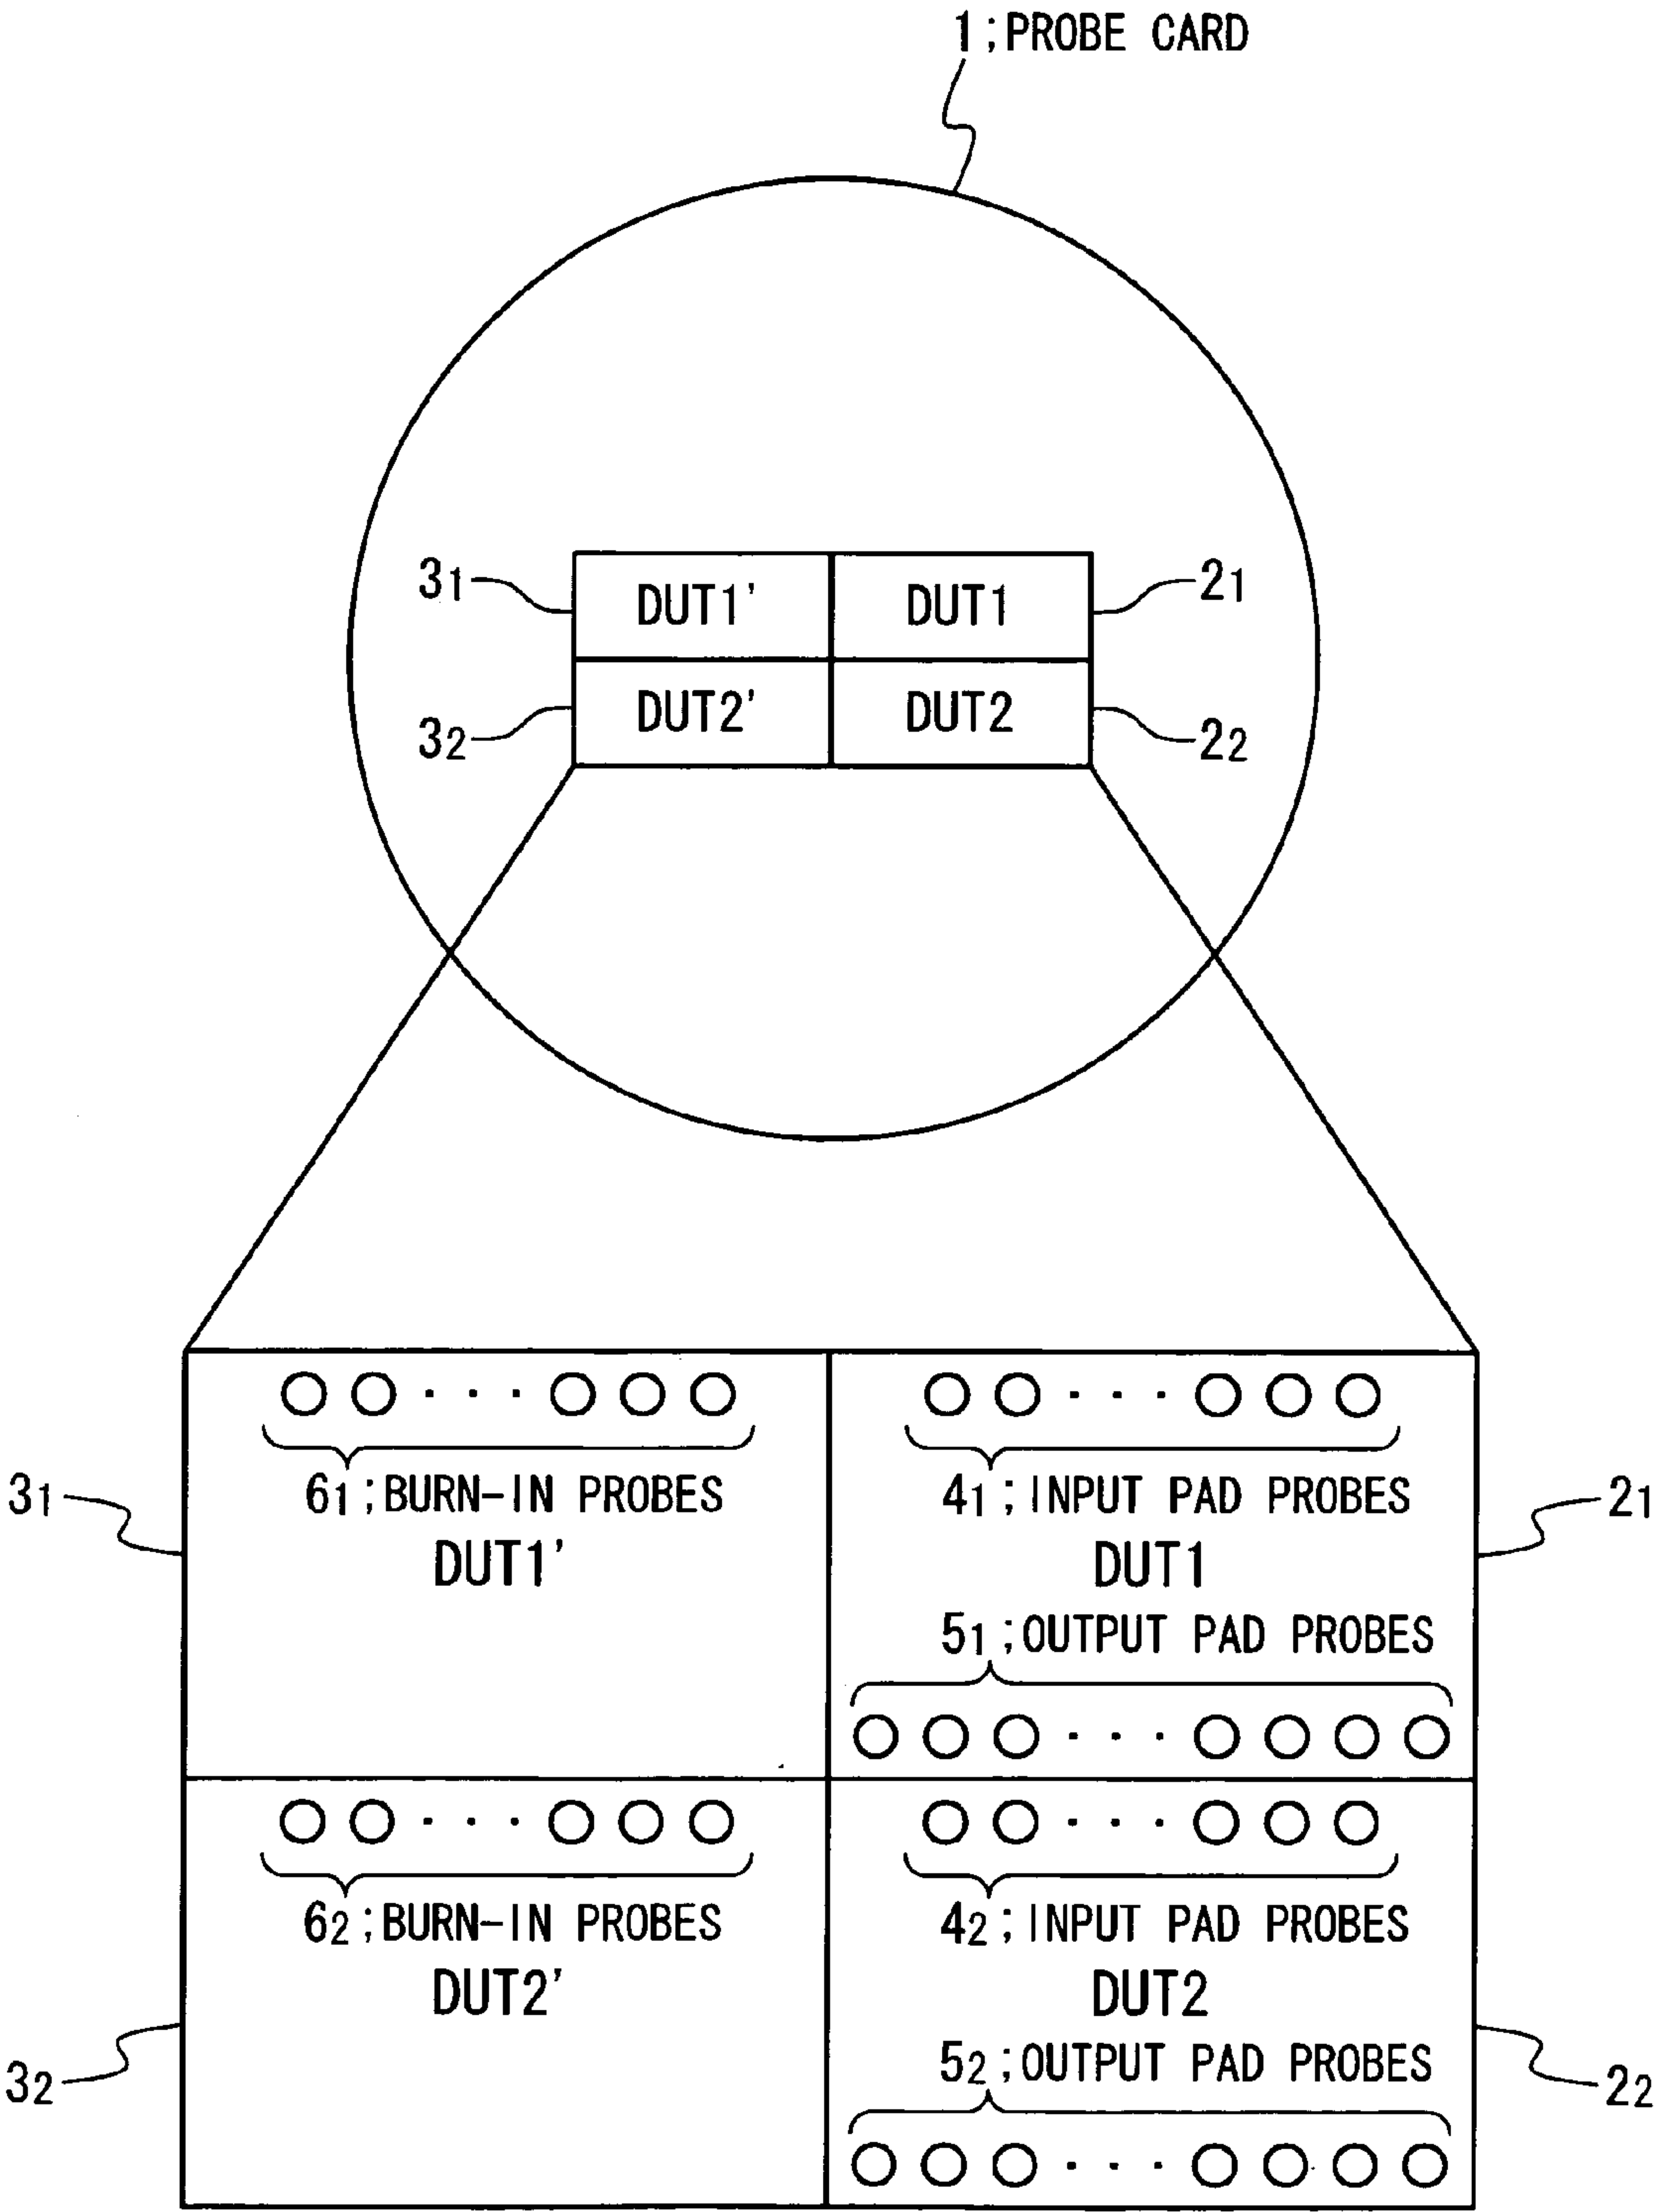 1;PROBE CARD
31 DUT1' DUT1 21
32 DUT2' DUT2 22
61;BURN-IN PROBES 41;INPUT PAD PROBES
31 DUT1' DUT1 21
51;OUTPUT PAD PROBES
62;BURN-IN PROBES 42;INPUT PAD PROBES
DUT2' DUT2
32 52;OUTPUT PAD PROBES 22